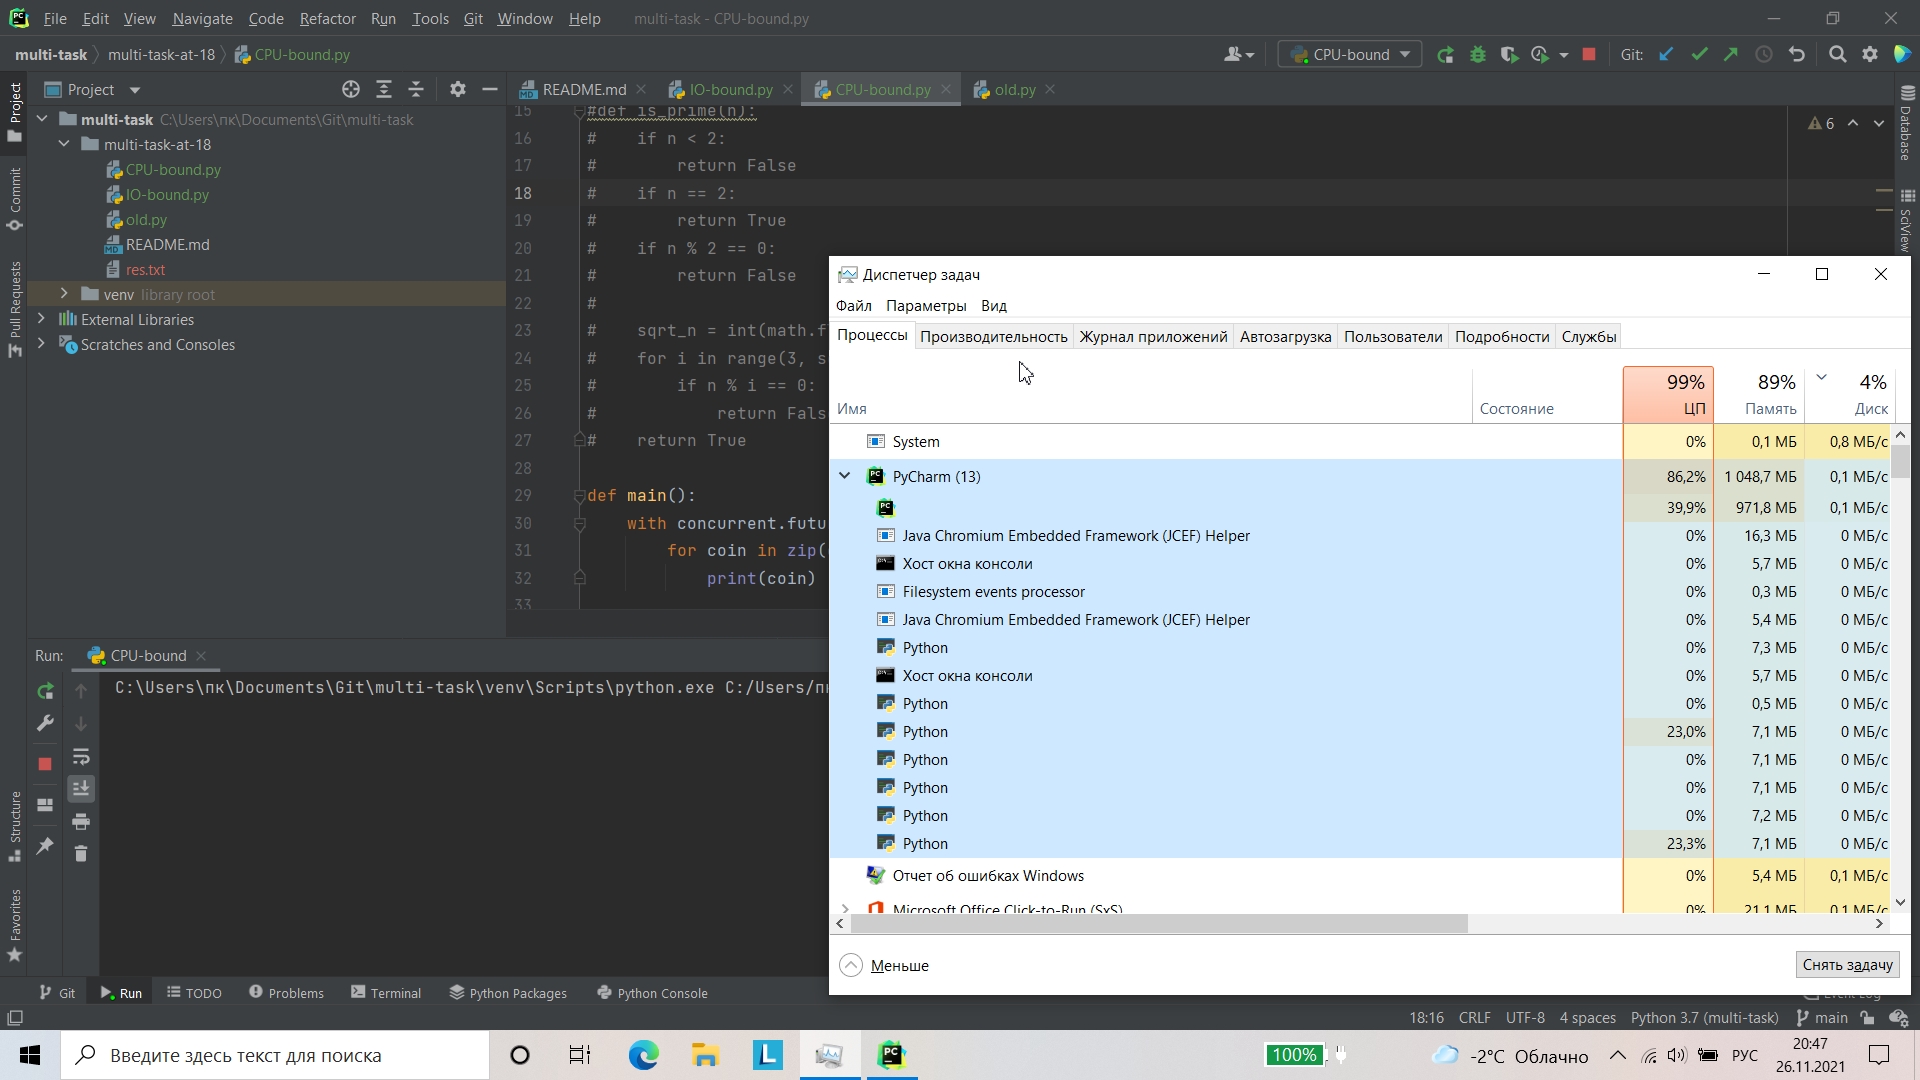 File Edit View Navigate Code Refactor Run Tools Git Window Help multi-task - CPU-bound.py
multi-task multi-task-at-18 CPU-bound.py CPU-bound Git:
Project
README.md IO-bound.py CPU-bound.py old.py
multi-task C:\Users\пк\Documents\Git\multi-task
multi-task-at-18
CPU-bound.py
IO-bound.py
old.py
README.md
res.txt
venv library root
External Libraries
Scratches and Consoles
Project
Commit
Pull Requests
Structure
Favorites
Database
SciView
6
15 #def is_prime(n):
16 # if n < 2:
17 # return False
18 # if n == 2:
19 # return True
20 # if n % 2 == 0:
21 # return False
22 #
23 # sqrt_n = int(math.f
24 # for i in range(3, s
25 # if n % i == 0:
26 # return Fals
27 # return True
28
29 def main():
30 with concurrent.futu
31 for coin in zip(
32 print(coin)
33
Run: CPU-bound
C:\Users\пк\Documents\Git\multi-task\venv\Scripts\python.exe C:/Users/п
Диспетчер задач
Файл Параметры Вид
Процессы Производительность Журнал приложений Автозагрузка Пользователи Подробности Службы
99% 89% 4%
Имя Состояние ЦП Память Диск
System 0% 0,1 МБ 0,8 МБ/с
PyCharm (13) 86,2% 1 048,7 МБ 0,1 МБ/с
39,9% 971,8 МБ 0,1 МБ/с
Java Chromium Embedded Framework (JCEF) Helper 0% 16,3 МБ 0 МБ/с
Хост окна консоли 0% 5,7 МБ 0 МБ/с
Filesystem events processor 0% 0,3 МБ 0 МБ/с
Java Chromium Embedded Framework (JCEF) Helper 0% 5,4 МБ 0 МБ/с
Python 0% 7,3 МБ 0 МБ/с
Хост окна консоли 0% 5,7 МБ 0 МБ/с
Python 0% 0,5 МБ 0 МБ/с
Python 23,0% 7,1 МБ 0 МБ/с
Python 0% 7,1 МБ 0 МБ/с
Python 0% 7,1 МБ 0 МБ/с
Python 0% 7,2 МБ 0 МБ/с
Python 23,3% 7,1 МБ 0 МБ/с
Отчет об ошибках Windows 0% 5,4 МБ 0,1 МБ/с
Microsoft Office Click-to-Run (SxS) 0% 21,1 МБ 0,1 МБ/с
Меньше Снять задачу
Git Run TODO Problems Terminal Python Packages Python Console Event Log
18:16 CRLF UTF-8 4 spaces Python 3.7 (multi-task) main
Введите здесь текст для поиска 100% -2°C Облачно РУС 20:47
26.11.2021